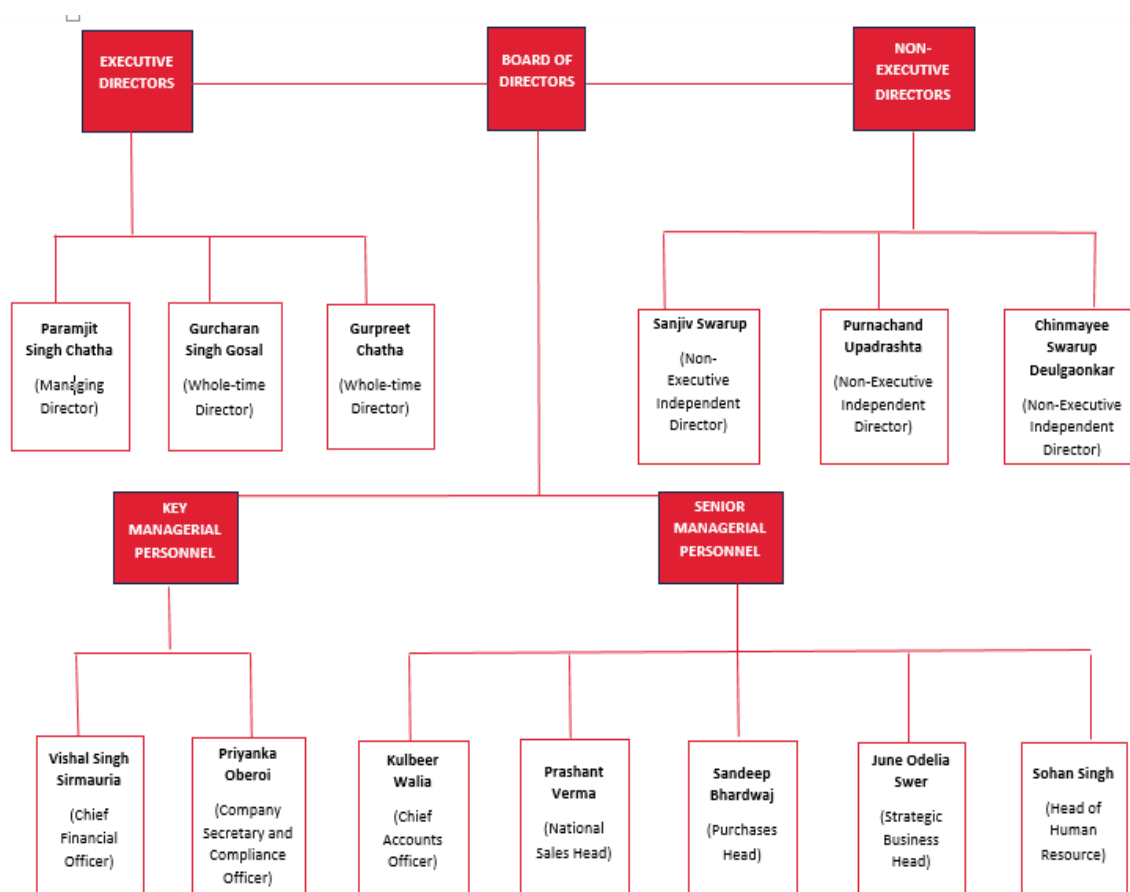 EXECUTIVE
DIRECTORS
BOARD OF
DIRECTORS
NON-
EXECUTIVE
DIRECTORS
Paramjit
Singh Chatha
(Managing
Director)
Gurcharan
Singh Gosal
(Whole-time
Director)
Gurpreet
Chatha
(Whole-time
Director)
Sanjiv Swarup
(Non-
Executive
Independent
Director)
Purnachand
Upadrashta
(Non-Executive
Independent
Director)
Chinmayee
Swarup
Deulgaonkar
(Non-Executive
Independent
Director)
KEY
MANAGERIAL
PERSONNEL
SENIOR
MANAGERIAL
PERSONNEL
Vishal Singh
Sirmauria
(Chief
Financial
Officer)
Priyanka
Oberoi
(Company
Secretary and
Compliance
Officer)
Kulbeer
Walia
(Chief
Accounts
Officer)
Prashant
Verma
(National
Sales Head)
Sandeep
Bhardwaj
(Purchases
Head)
June Odelia
Swer
(Strategic
Business
Head)
Sohan Singh
(Head of
Human
Resource)